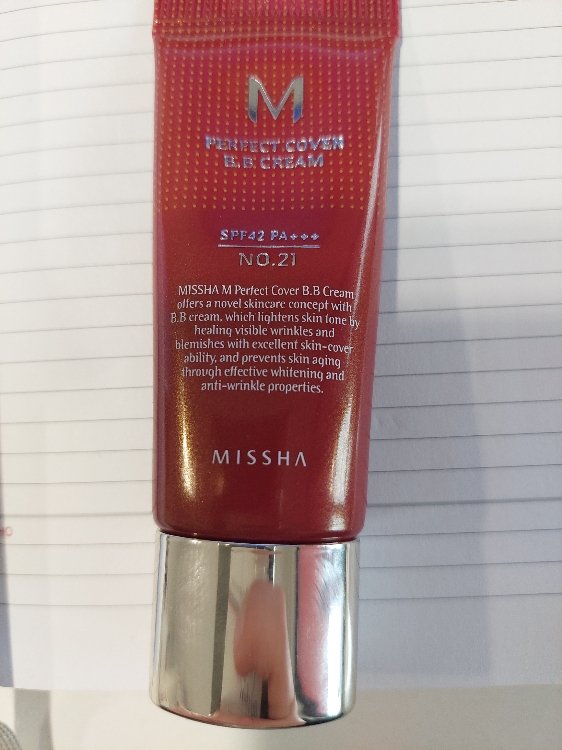 M
PERFECT COVER
B.B CREAM
SPF42 PA+++
NO.21
MISSHA M Perfect Cover B.B Cream
offers a novel skincare concept with
B.B cream, which lightens skin tone by
healing visible wrinkles and
blemishes with excellent skin-cover
ability, and prevents skin aging
through effective whitening and
anti-wrinkle properties.
MISSHA